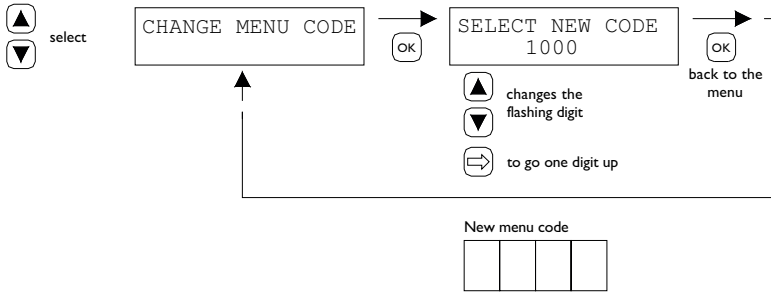 select
CHANGE MENU CODE
OK
SELECT NEW CODE
1000
OK
back to the
menu
changes the
flashing digit
to go one digit up
New menu code